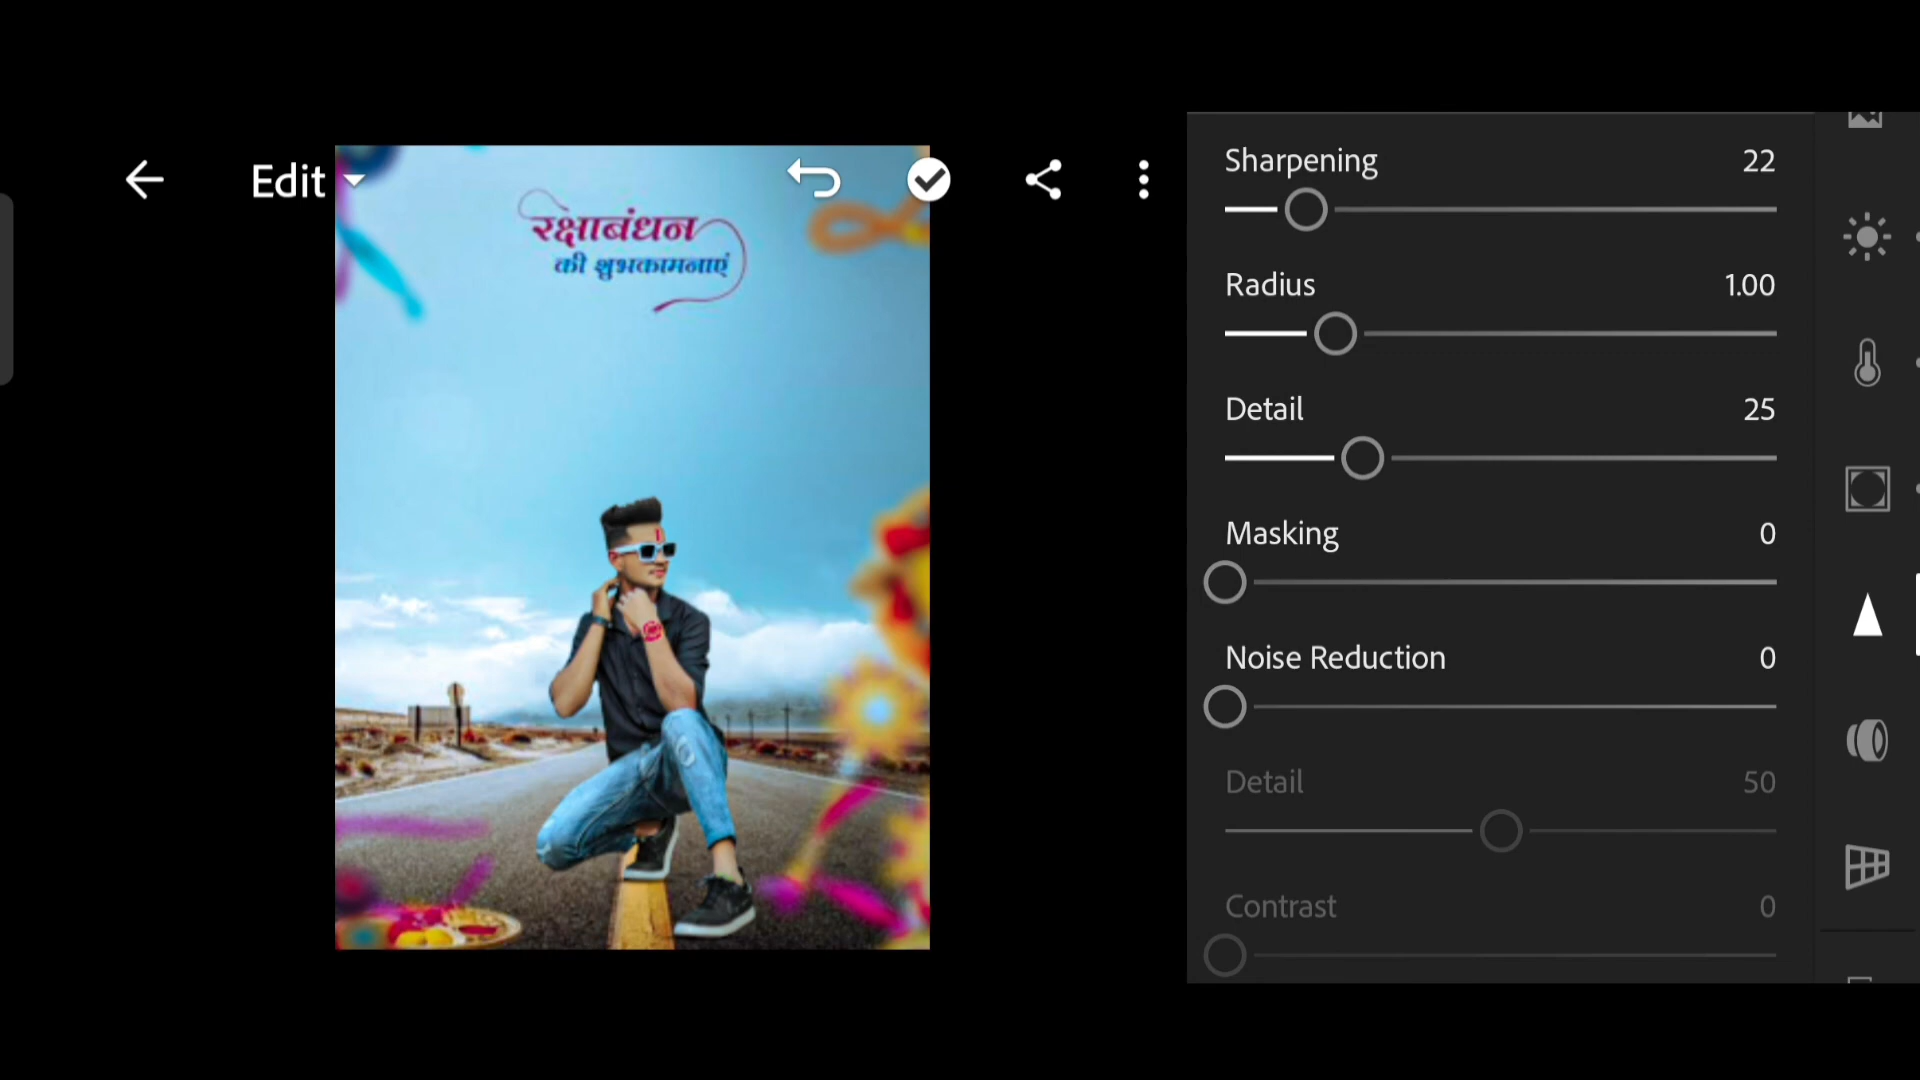 Edit
रक्षाबंधन
की शुभकामनाएं
Sharpening 22
Radius 1.00
Detail 25
Masking 0
Noise Reduction 0
Detail 50
Contrast 0